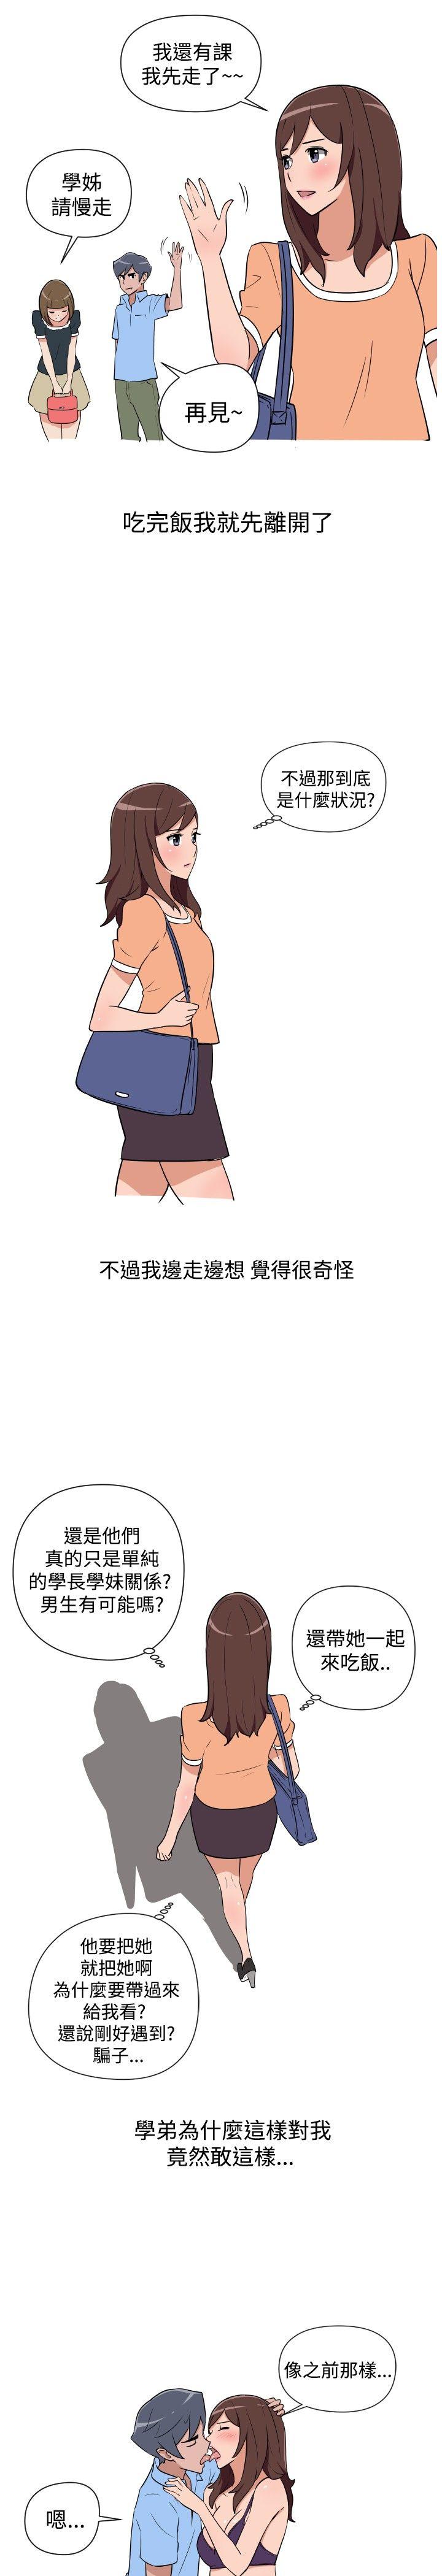 我還有課
我先走了~~
學姊
請慢走
再見~
吃完飯我就先離開了
不過那到底
是什麼狀況?
不過我邊走邊想 覺得很奇怪
還是他們
真的只是單純
的學長學妹關係?
男生有可能嗎?
還帶她一起
來吃飯..
他要把她
就把她啊
為什麼要帶過來
給我看?
還說剛好遇到?
騙子...
學弟為什麼這樣對我
竟然敢這樣...
像之前那樣...
嗯...